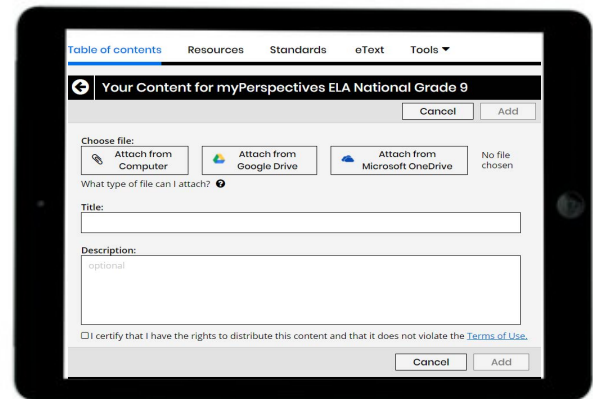 Table of contents Resources Standards eText Tools
Your Content for myPerspectives ELA National Grade 9
Cancel Add
Choose file:
Attach from Computer
Attach from Google Drive
Attach from Microsoft OneDrive
No file chosen
What type of file can I attach?
Title:
Description:
optional
I certify that I have the rights to distribute this content and that it does not violate the Terms of Use.
Cancel Add